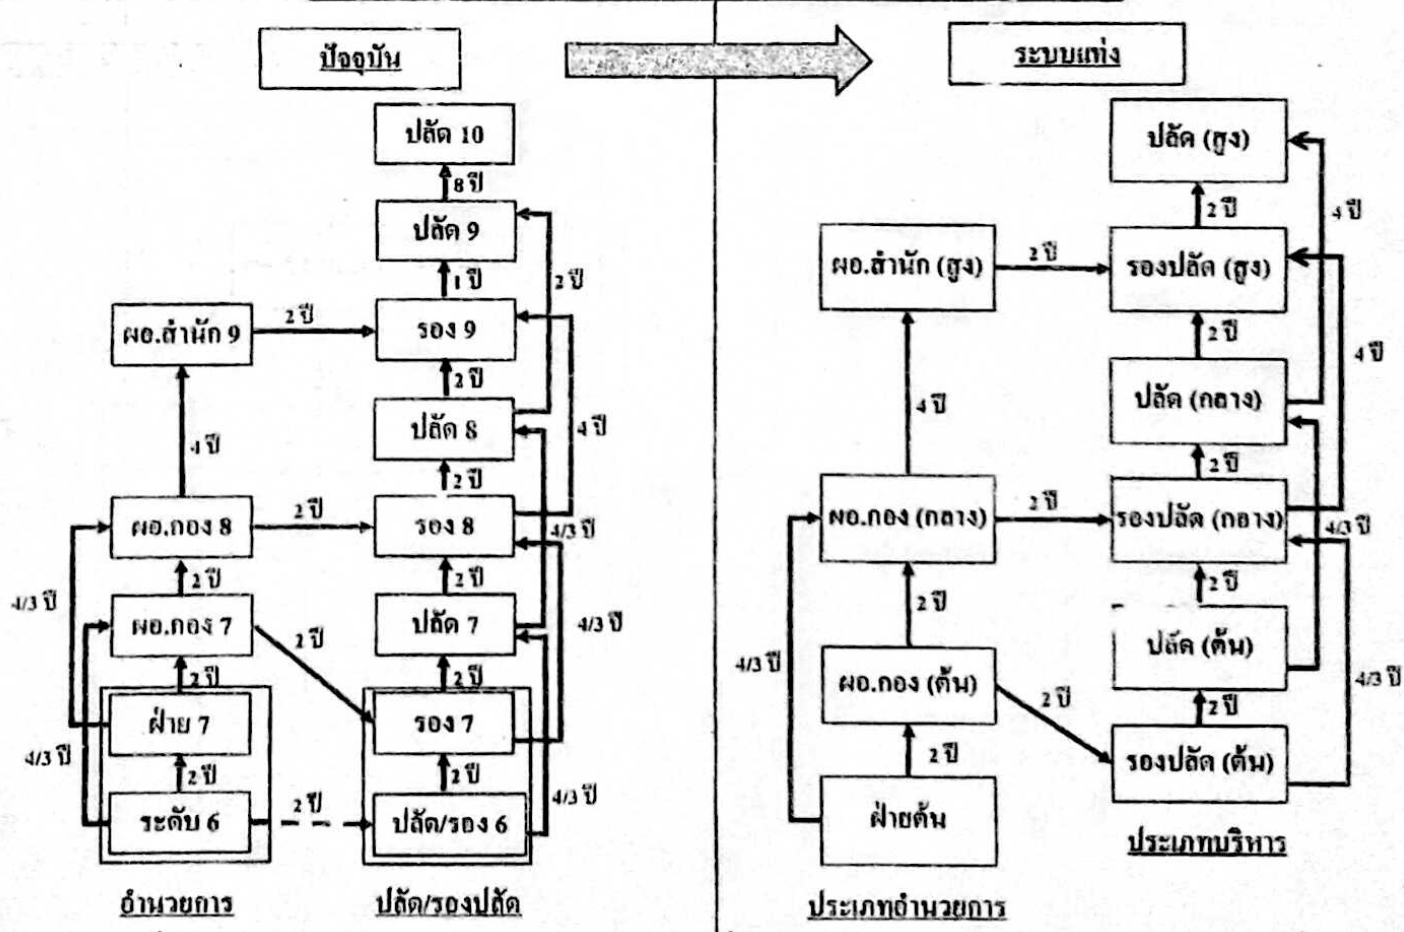 ปัจจุบัน
ระบบแท่ง
ปลัด 10
8 ปี
ปลัด 9
1 ปี
2 ปี
ผอ.สำนัก 9
2 ปี
รอง 9
2 ปี
4 ปี
ปลัด 8
4 ปี
2 ปี
ผอ.กอง 8
2 ปี
รอง 8
4/3 ปี
2 ปี
2 ปี
4/3 ปี
ผอ.กอง 7
2 ปี
ปลัด 7
4/3 ปี
2 ปี
2 ปี
ฝ่าย 7
รอง 7
4/3 ปี
2 ปี
2 ปี
4/3 ปี
ระดับ 6
2 ปี
ปลัด/รอง 6
อำนวยการ
ปลัด/รองปลัด
ปลัด (สูง)
2 ปี
4 ปี
ผอ.สำนัก (สูง)
2 ปี
รองปลัด (สูง)
2 ปี
4 ปี
4 ปี
ปลัด (กลาง)
2 ปี
ผอ.กอง (กลาง)
2 ปี
รองปลัด (กลาง)
4/3 ปี
2 ปี
2 ปี
ปลัด (ต้น)
4/3 ปี
4/3 ปี
ผอ.กอง (ต้น)
2 ปี
2 ปี
2 ปี
รองปลัด (ต้น)
ฝ่ายต้น
ประเภทบริหาร
ประเภทอำนวยการ